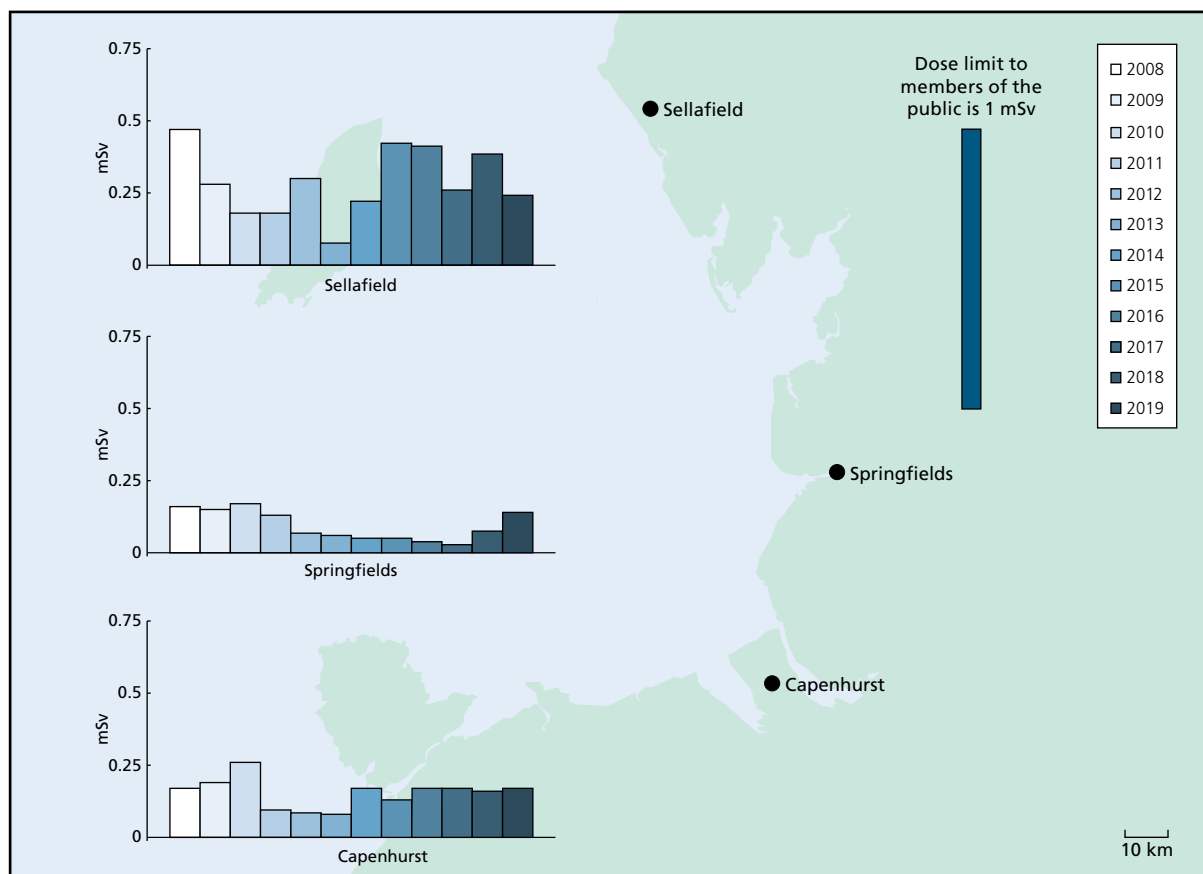 0.75
0.5
0.25
0
mSv
Sellafield
0.75
0.5
0.25
0
mSv
Springfields
0.75
0.5
0.25
0
mSv
Capenhurst
Sellafield
Springfields
Capenhurst
Dose limit to
members of the
public is 1 mSv
2008
2009
2010
2011
2012
2013
2014
2015
2016
2017
2018
2019
10 km